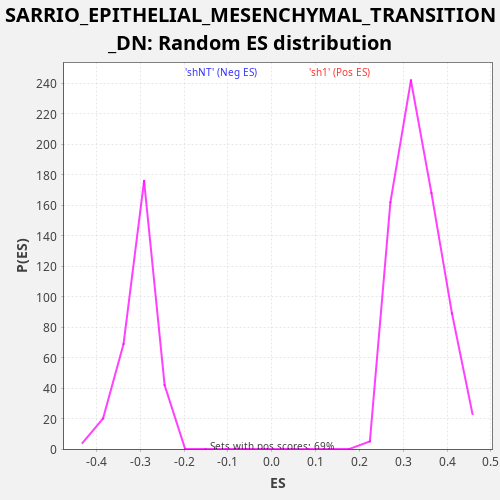 SARRIO_EPITHELIAL_MESENCHYMAL_TRANSITION
_DN: Random ES distribution
'shNT' (Neg ES) 'sh1' (Pos ES)
240
220
200
180
160
140
120
100
80
60
40
20
0
P(ES)
Sets with pos scores: 69%
-0.4 -0.3 -0.2 -0.1 0.0 0.1 0.2 0.3 0.4 0.5
ES